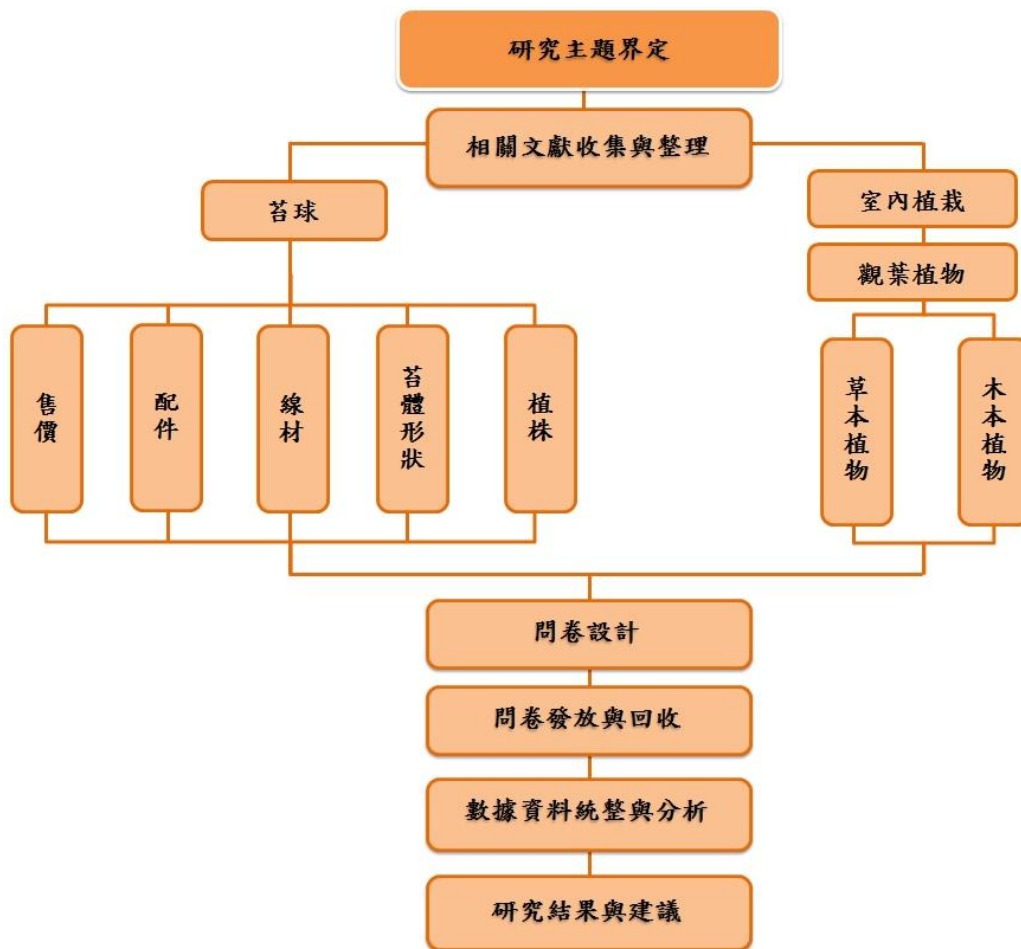 研究主題界定
相關文獻收集與整理
苔球
室內植栽
觀葉植物
售價
配件
線材
苔體形狀
植株
草本植物
木本植物
問卷設計
問卷發放與回收
數據資料統整與分析
研究結果與建議